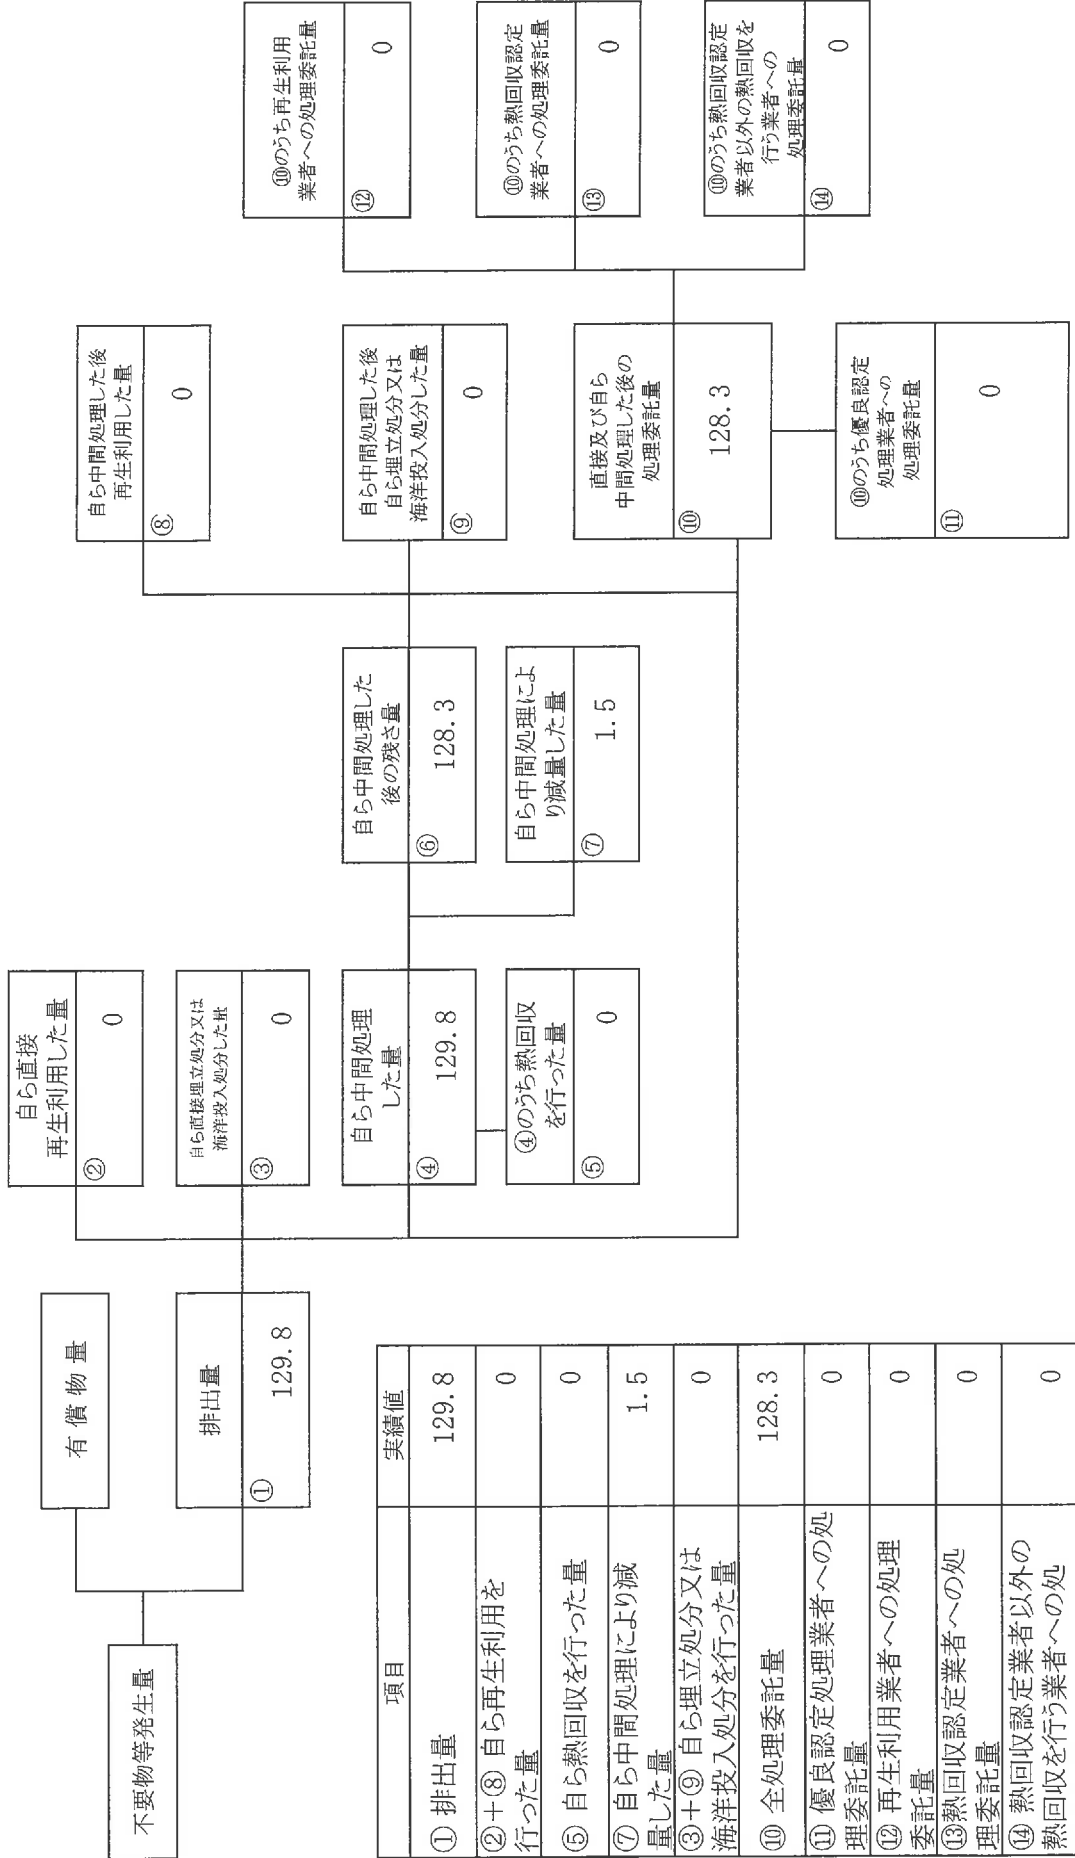 不要物等発生量
有償物量
排出量
①
129.8
自ら直接
再生利用した量
②
0
自ら直接埋立処分又は
海洋投入処分した量
③
0
自ら中間処理
した量
④
129.8
④のうち熱回収
を行った量
⑤
0
自ら中間処理した
後の残さ量
⑥
128.3
自ら中間処理によ
り減量した量
⑦
1.5
自ら中間処理した後
再生利用した量
⑧
0
自ら中間処理した後
自ら埋立処分又は
海洋投入処分した量
⑨
0
直接及び自ら
中間処理した後の
処理委託量
⑩
128.3
⑩のうち優良認定
処理業者への
処理委託量
⑪
0
⑩のうち再生利用
業者への処理委託量
⑫
0
⑩のうち熱回収認定
業者への処理委託量
⑬
0
⑩のうち熱回収認定
業者以外の熱回収を
行う業者への
処理委託量
⑭
0
項目 実績値
① 排出量 129.8
②+⑧ 自ら再生利用を
行った量 0
⑤ 自ら熱回収を行った量 0
⑦ 自ら中間処理により減
量した量 1.5
③+⑨ 自ら埋立処分又は
海洋投入処分を行った量 0
⑩ 全処理委託量 128.3
⑪ 優良認定処理業者への処
理委託量 0
⑫ 再生利用業者への処理
委託量 0
⑬熱回収認定業者への処
理委託量 0
⑭ 熱回収認定業者以外の
熱回収を行う業者への処 0